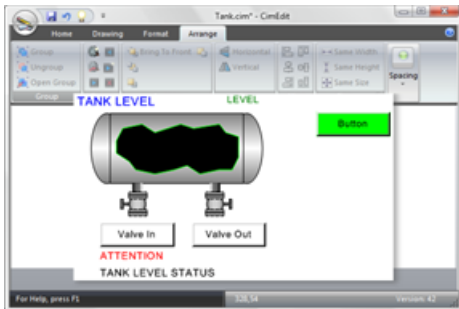 Tank.cim* - CimEdit
Home Drawing Format Arrange
Group
Ungroup
Open Group
Bring To Front
Horizontal
Vertical
Same Width
Same Height
Same Size
Spacing
Group
TANK LEVEL
LEVEL
Button
Valve In
Valve Out
ATTENTION
TANK LEVEL STATUS
For Help, press F1
328,54
Version: 42